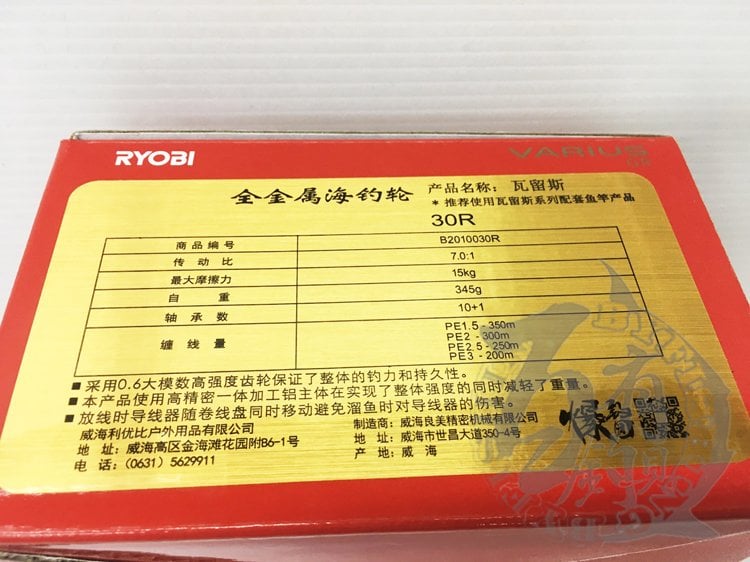 RYOBI
VARIUS
全金属海钓轮 产品名称：瓦留斯
* 推荐使用瓦留斯系列配套鱼竿产品
30R
商品编号 B2010030R
传动比 7.0:1
最大摩擦力 15kg
自重 345g
轴承数 10+1
缠线量 PE1.5 - 350m
PE2 - 300m
PE2.5 - 250m
PE3 - 200m
■ 采用0.6大模数高强度齿轮保证了整体的钓力和持久性。
■ 本产品使用高精密一体加工铝主体在实现了整体强度的同时减轻了重量。
■ 放线时导线器随卷线盘同时移动避免溜鱼时对导线器的伤害。
威海利优比户外用品有限公司
地 址：威海高区金海滩花园附B6-1号
电 话：(0631) 5629911
制造商：威海良美精密机械有限公司
地 址：威海市世昌大道350-4号
产 地：威 海